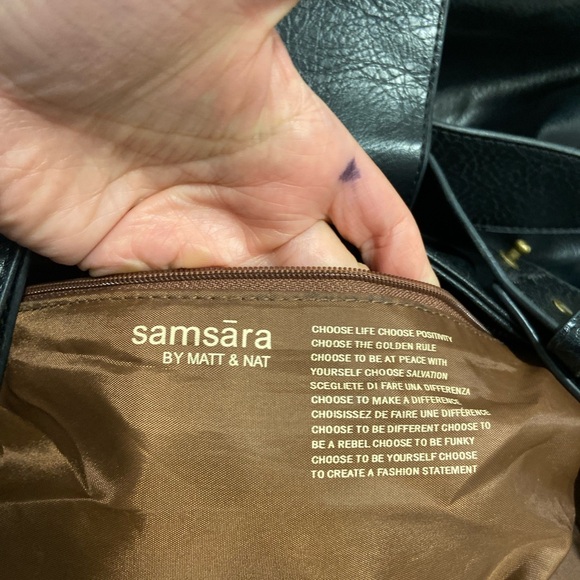 samsāra
BY MATT & NAT
CHOOSE LIFE CHOOSE POSITIVITY
CHOOSE THE GOLDEN RULE
CHOOSE TO BE AT PEACE WITH
YOURSELF CHOOSE SALVATION
SCEGLIETE DI FARE UNA DIFFERENZA
CHOOSE TO MAKE A DIFFERENCE
CHOISISSEZ DE FAIRE UNE DIFFÉRENCE
CHOOSE TO BE DIFFERENT CHOOSE TO
BE A REBEL CHOOSE TO BE FUNKY
CHOOSE TO BE YOURSELF CHOOSE
TO CREATE A FASHION STATEMENT